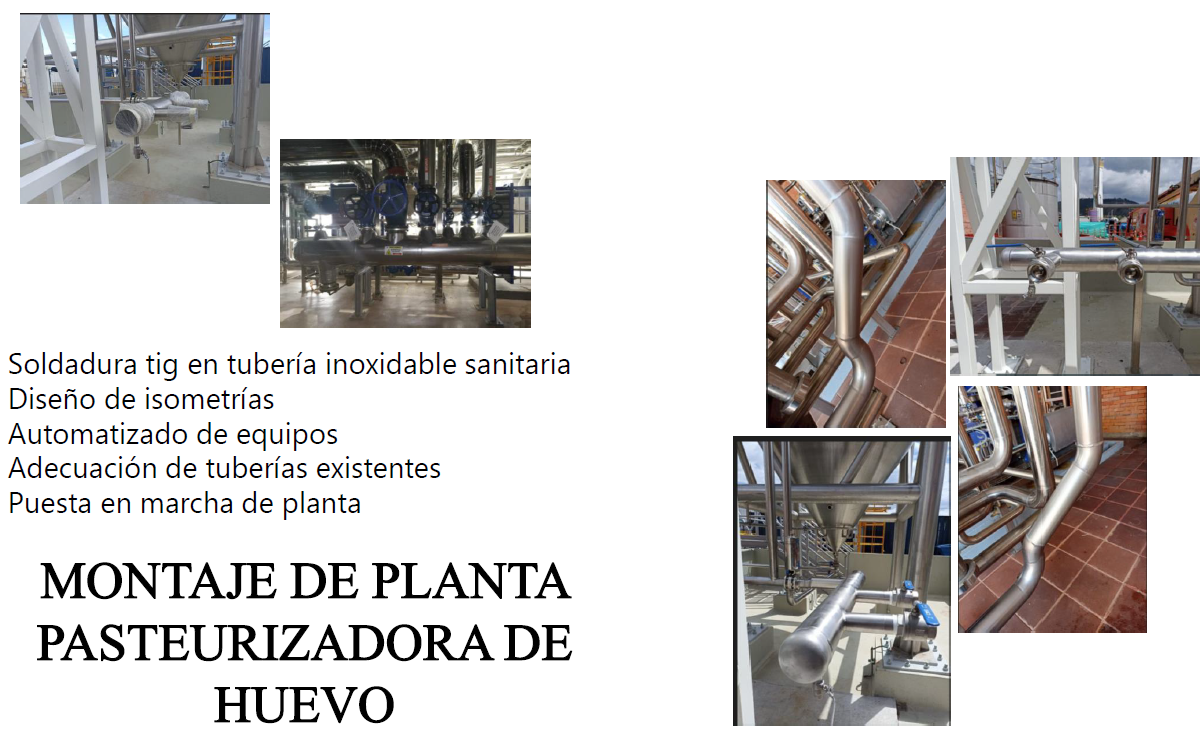 Soldadura tig en tubería inoxidable sanitaria
Diseño de isometrías
Automatizado de equipos
Adecuación de tuberías existentes
Puesta en marcha de planta
MONTAJE DE PLANTA
PASTEURIZADORA DE
HUEVO